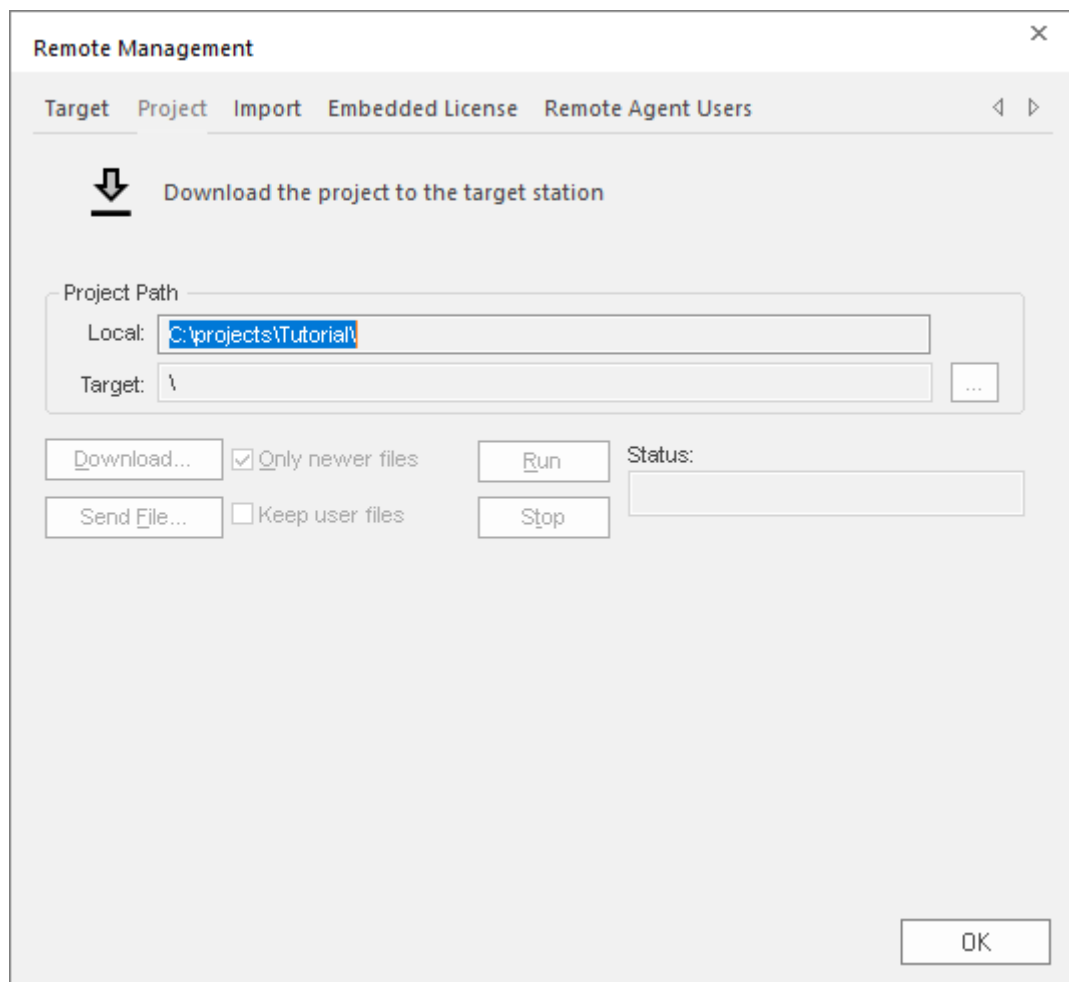 Remote Management
Target Project Import Embedded License Remote Agent Users
Download the project to the target station
Project Path
Local: C:\projects\Tutorial\
Target: \ ...
Download... Only newer files Run Status:
Send File... Keep user files Stop
OK